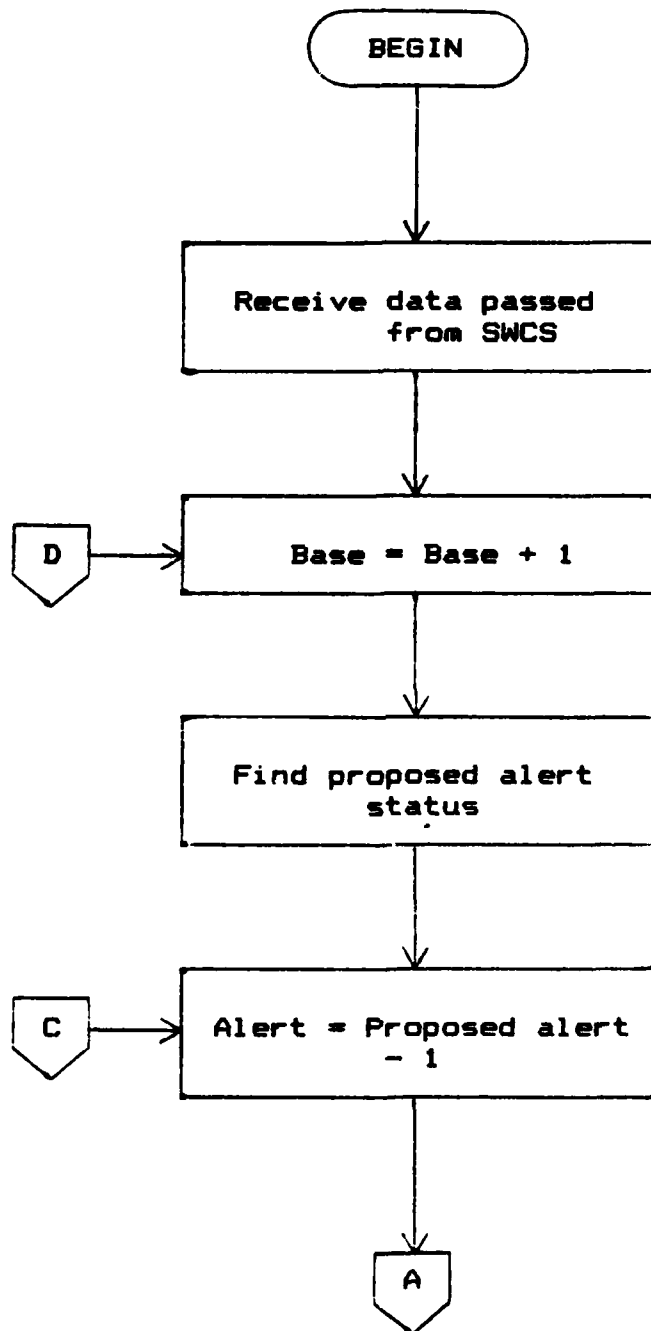 BEGIN
Receive data passed
from SWCS
D
Base = Base + 1
Find proposed alert
status
C
Alert = Proposed alert
- 1
A